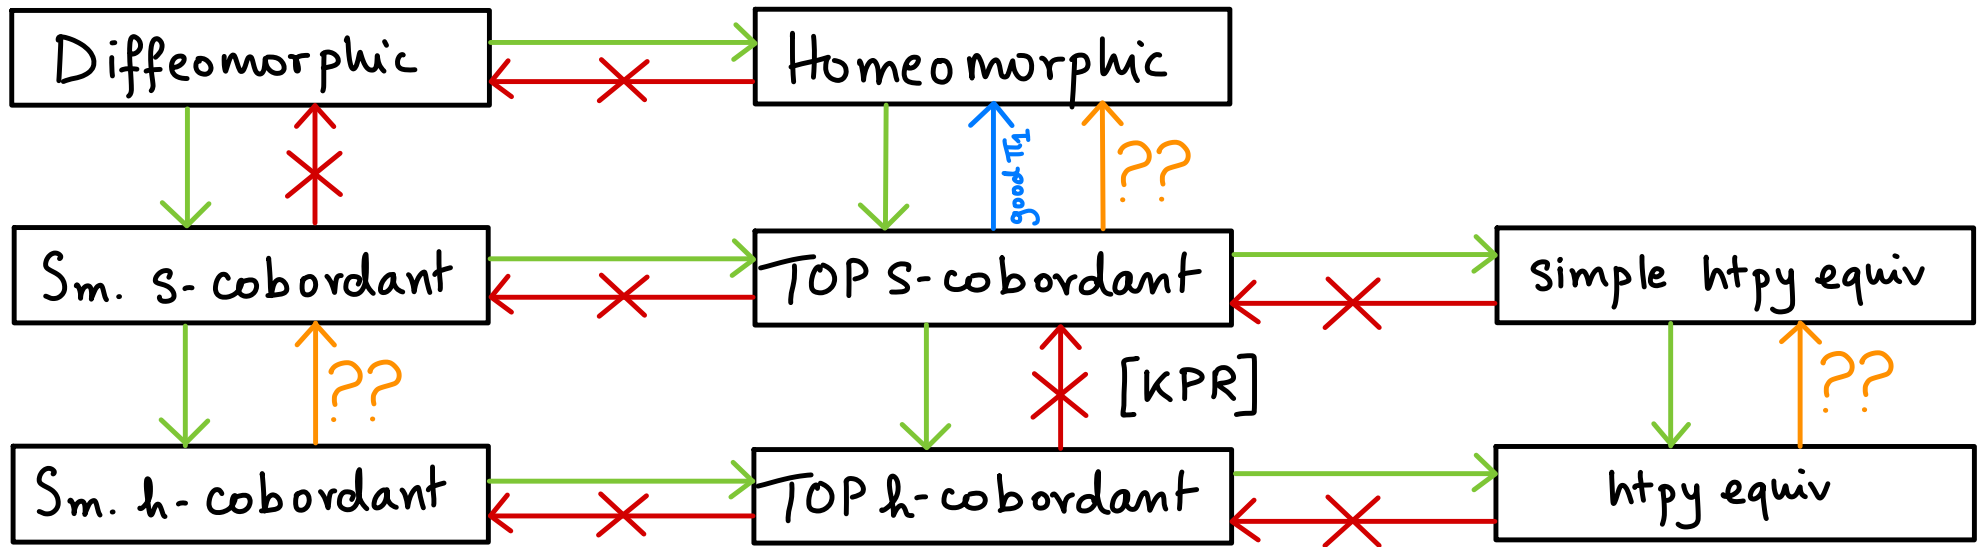 Diffeomorphic
Homeomorphic
good π1
??
Sm. s-cobordant
TOP s-cobordant
simple htpy equiv
??
[KPR]
??
Sm. h-cobordant
TOP h-cobordant
htpy equiv